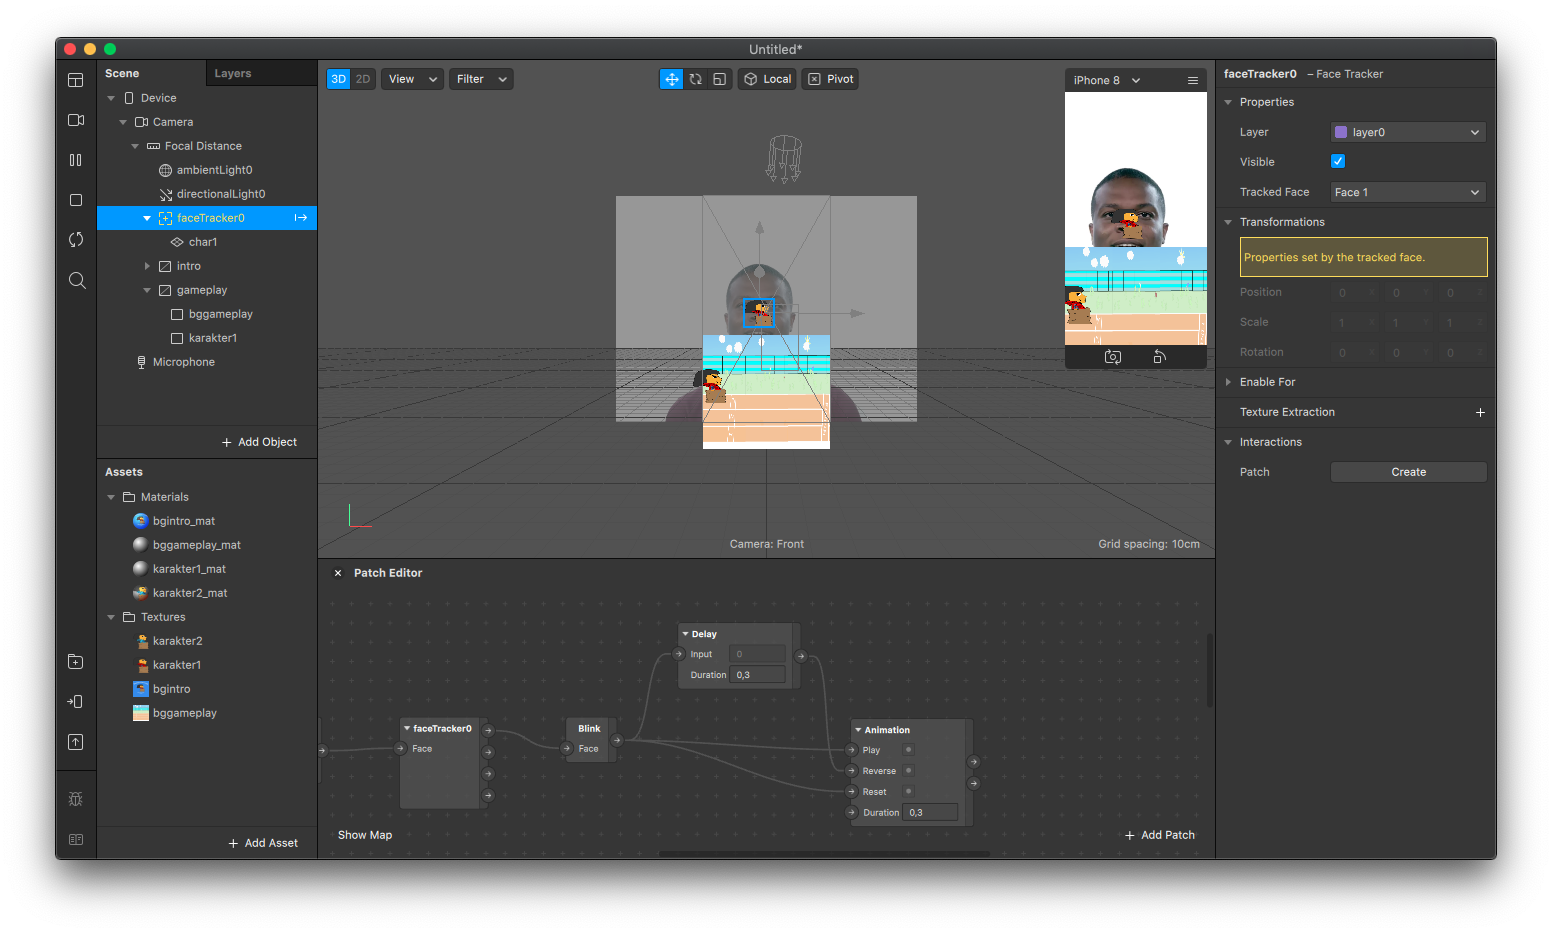 Untitled*
Scene
Layers
Device
Camera
Focal Distance
ambientLight0
directionalLight0
faceTracker0
char1
intro
gameplay
bggameplay
karakter1
Microphone
+ Add Object
Assets
Materials
bgintro_mat
bggameplay_mat
karakter1_mat
karakter2_mat
Textures
karakter2
karakter1
bgintro
bggameplay
+ Add Asset
3D 2D View Filter Local Pivot
iPhone 8
Camera: Front
Grid spacing: 10cm
Patch Editor
Delay
Input 0
Duration 0,3
faceTracker0
Face
Blink
Face
Animation
Play
Reverse
Reset
Duration 0,3
Show Map
+ Add Patch
faceTracker0 – Face Tracker
Properties
Layer layer0
Visible
Tracked Face Face 1
Transformations
Properties set by the tracked face.
Position 0 0 0
Scale 1 1 1
Rotation 0 0 0
Enable For
Texture Extraction +
Interactions
Patch Create